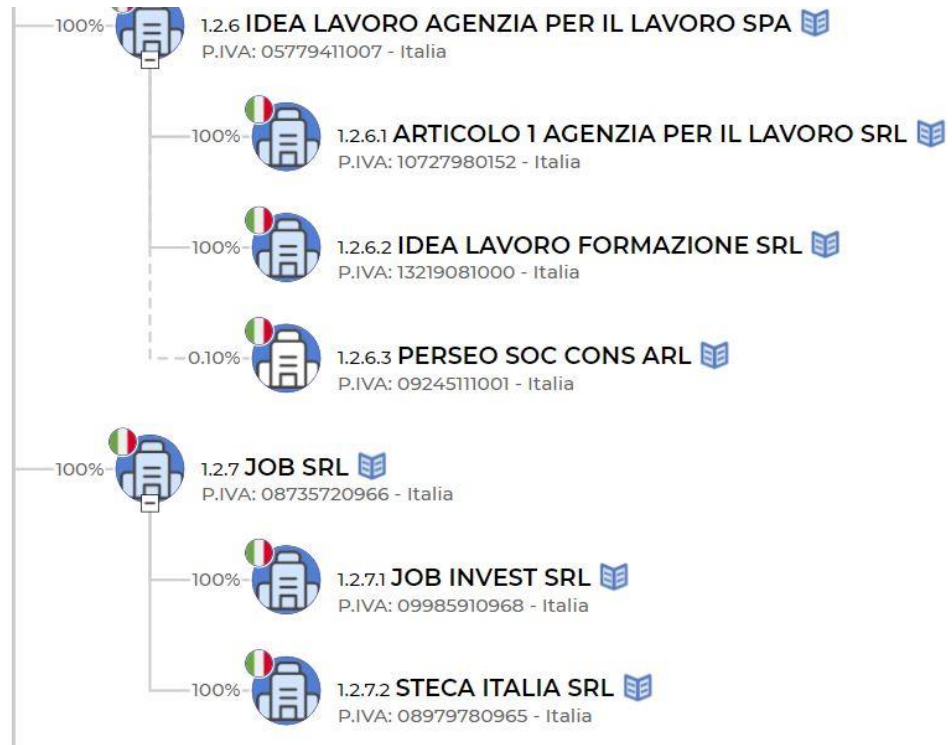 100% 1.2.6 IDEA LAVORO AGENZIA PER IL LAVORO SPA
P.IVA: 05779411007 - Italia
100% 1.2.6.1 ARTICOLO 1 AGENZIA PER IL LAVORO SRL
P.IVA: 10727980152 - Italia
100% 1.2.6.2 IDEA LAVORO FORMAZIONE SRL
P.IVA: 13219081000 - Italia
0.10% 1.2.6.3 PERSEO SOC CONS ARL
P.IVA: 09245111001 - Italia
100% 1.2.7 JOB SRL
P.IVA: 08735720966 - Italia
100% 1.2.7.1 JOB INVEST SRL
P.IVA: 09985910968 - Italia
100% 1.2.7.2 STECA ITALIA SRL
P.IVA: 08979780965 - Italia